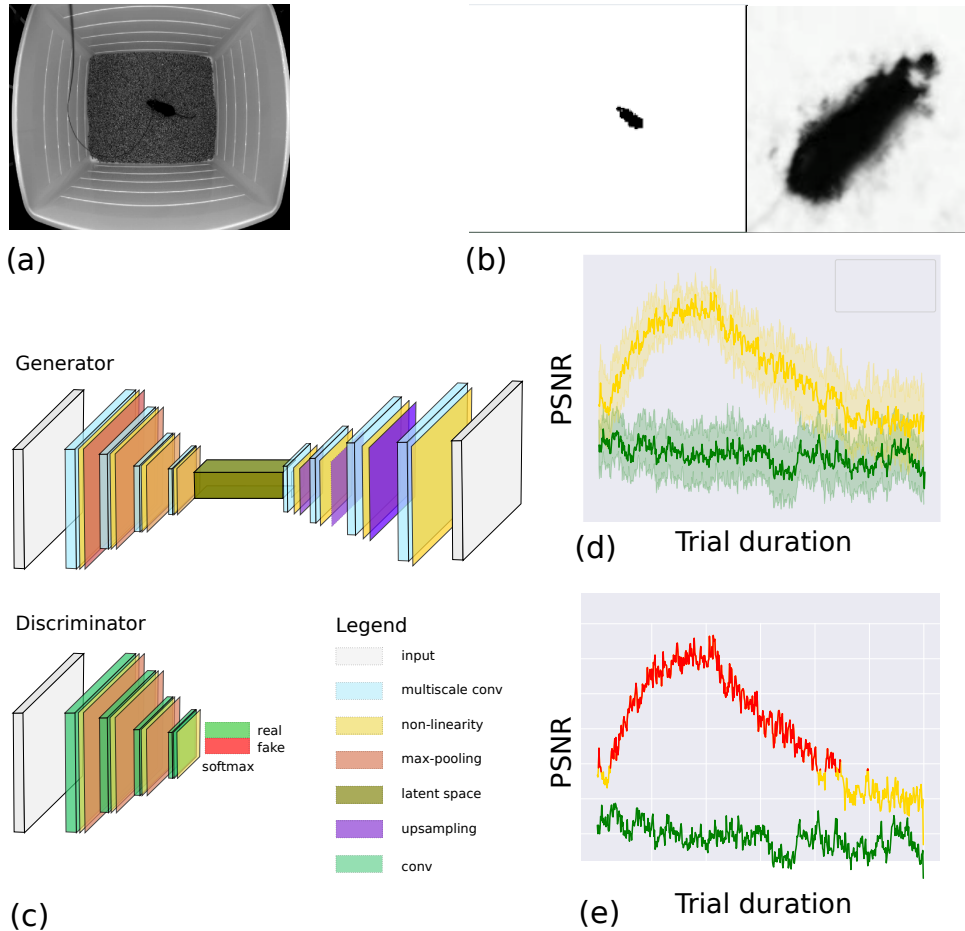 (a)
(b)
Generator
PSNR
Trial duration
(d)
Discriminator
real
fake
softmax
Legend
input
multiscale conv
non-linearity
max-pooling
latent space
upsampling
conv
(c)
PSNR
Trial duration
(e)